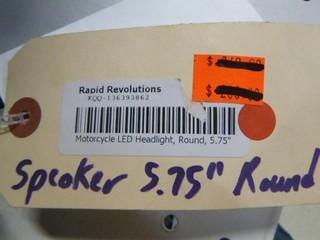 Rapid Revolutions
KQQ-136393862
Motorcycle LED Headlight, Round, 5.75"
$
$
Speaker 5.75" Round